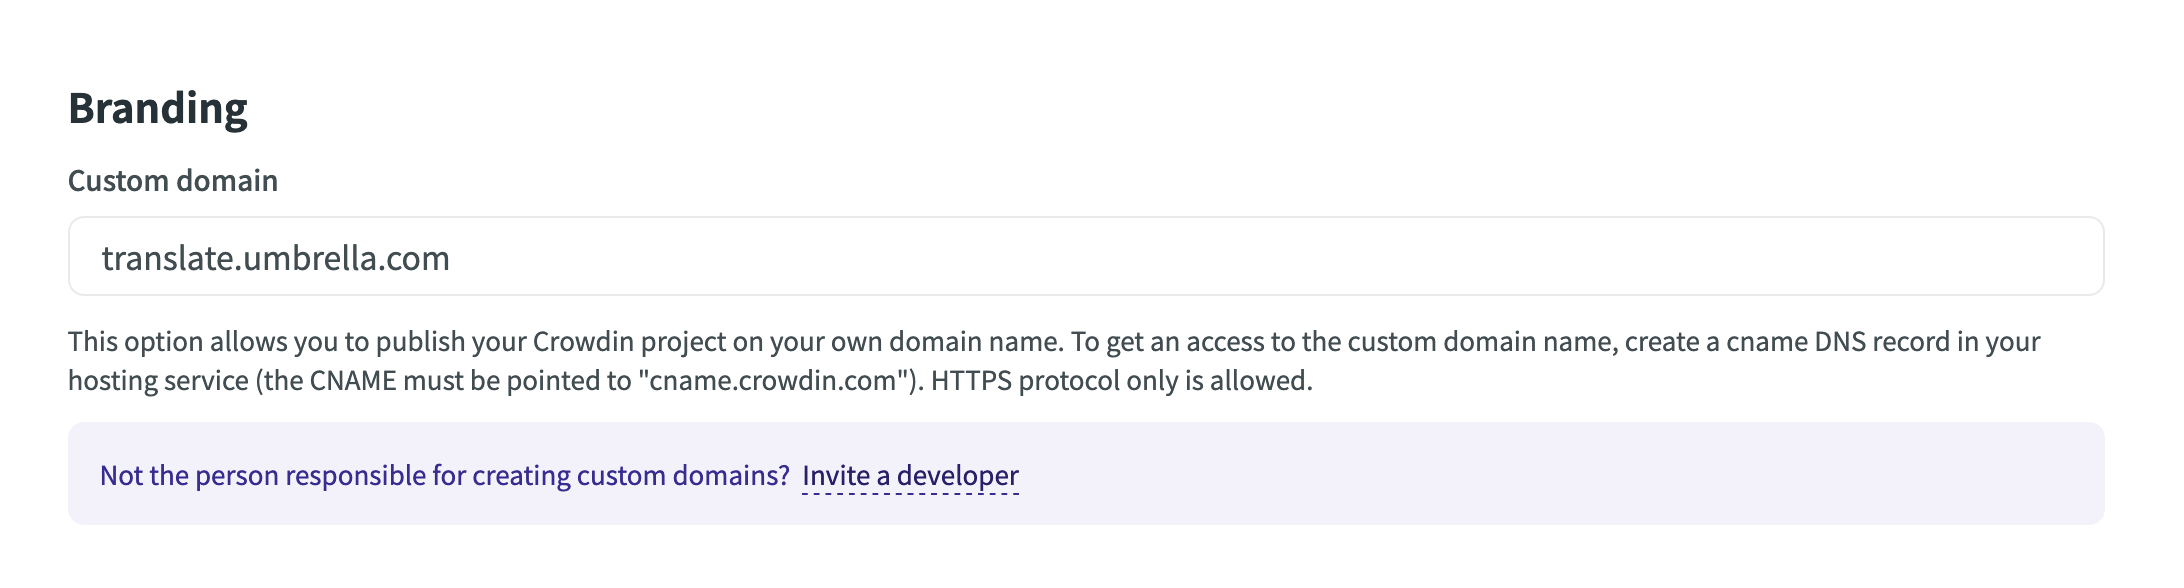 Branding
Custom domain
translate.umbrella.com
This option allows you to publish your Crowdin project on your own domain name. To get an access to the custom domain name, create a cname DNS record in your
hosting service (the CNAME must be pointed to "cname.crowdin.com"). HTTPS protocol only is allowed.
Not the person responsible for creating custom domains? Invite a developer